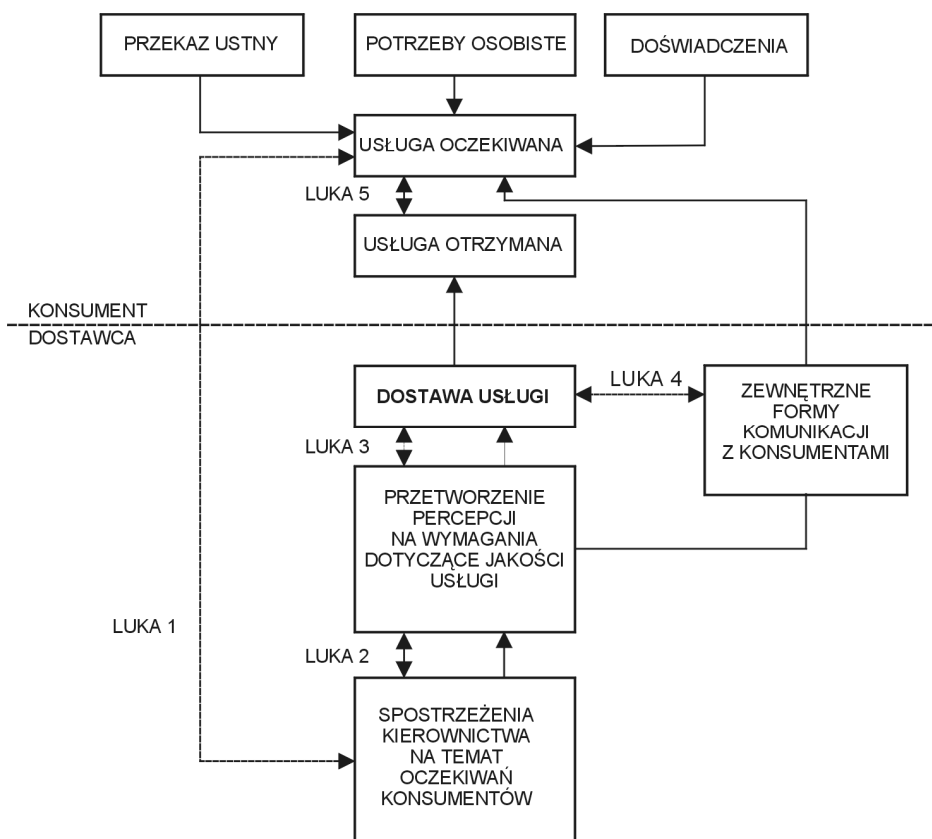 PRZEKAZ USTNY
POTRZEBY OSOBISTE
DOŚWIADCZENIA
USŁUGA OCZEKIWANA
LUKA 5
USŁUGA OTRZYMANA
KONSUMENT
DOSTAWCA
DOSTAWA USŁUGI
LUKA 4
ZEWNĘTRZNE
FORMY
KOMUNIKACJI
Z KONSUMENTAMI
LUKA 3
PRZETWORZENIE
PERCEPCJI
NA WYMAGANIA
DOTYCZĄCE JAKOŚCI
USŁUGI
LUKA 1
LUKA 2
SPOSTRZEŻENIA
KIEROWNICTWA
NA TEMAT
OCZEKIWAŃ
KONSUMENTÓW